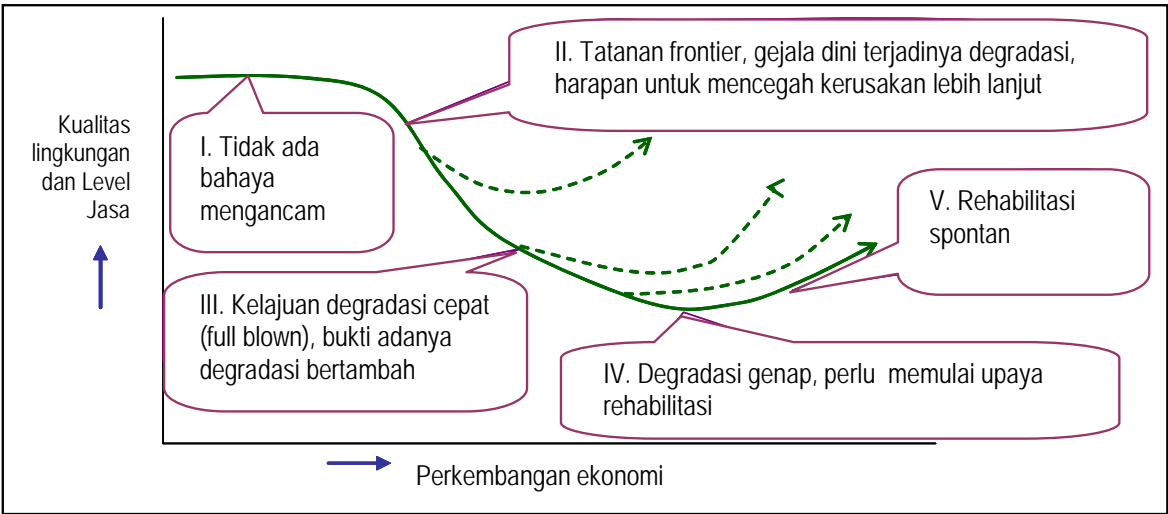 Kualitas
lingkungan
dan Level
Jasa
I. Tidak ada
bahaya
mengancam
II. Tatanan frontier, gejala dini terjadinya degradasi,
harapan untuk mencegah kerusakan lebih lanjut
V. Rehabilitasi
spontan
III. Kelajuan degradasi cepat
(full blown), bukti adanya
degradasi bertambah
IV. Degradasi genap, perlu memulai upaya
rehabilitasi
Perkembangan ekonomi